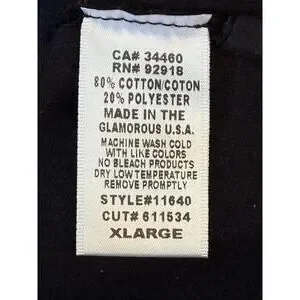 CA# 34460
RN# 92918
80% COTTON/COTON
20% POLYESTER
MADE IN THE
GLAMOROUS U.S.A.
MACHINE WASH COLD
WITH LIKE COLORS
NO BLEACH PRODUCTS
DRY LOW TEMPERATURE
REMOVE PROMPTLY
STYLE#11640
CUT# 611534
XLARGE